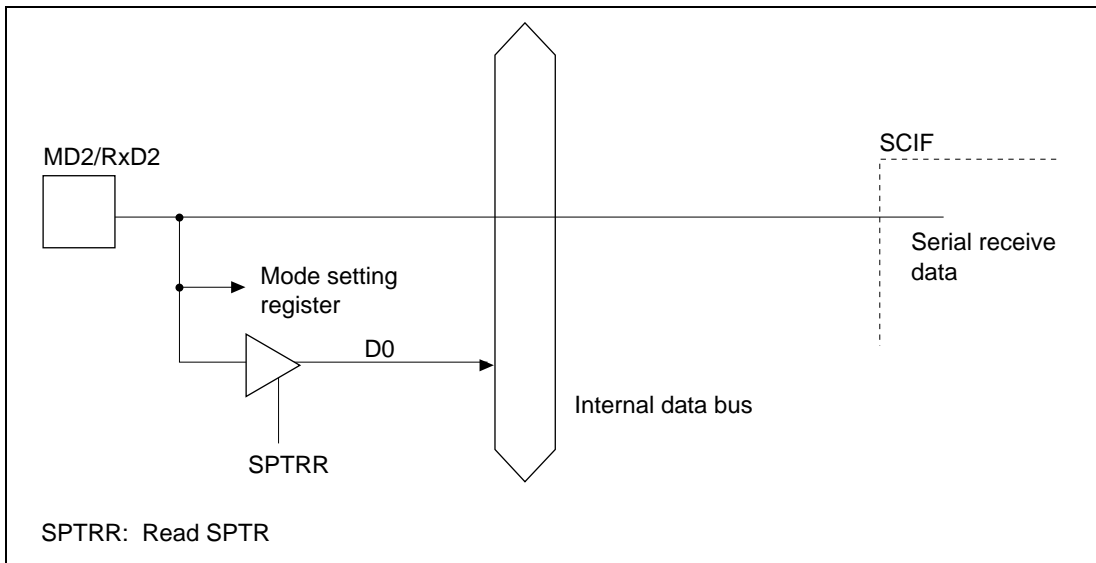 MD2/RxD2
SCIF
Serial receive
data
Mode setting
register
D0
Internal data bus
SPTRR
SPTRR: Read SPTR